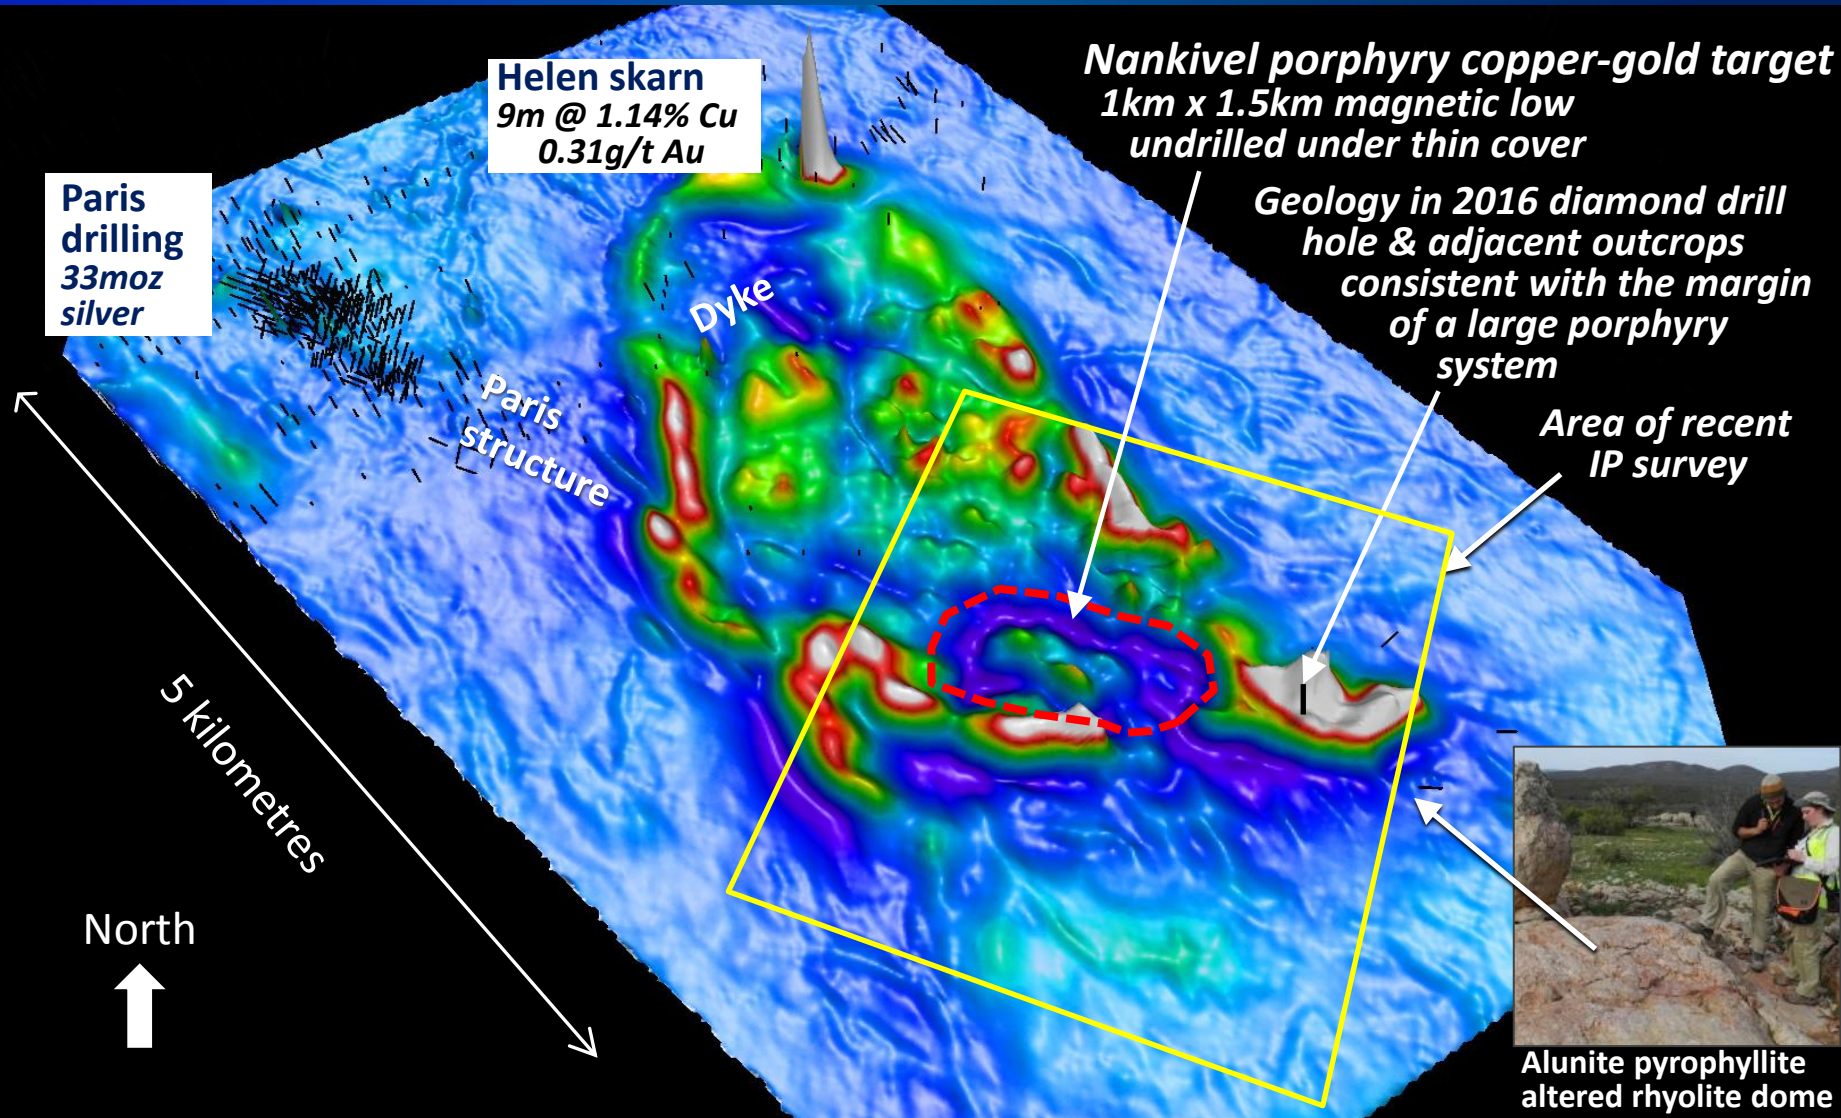 Helen skarn
9m @ 1.14% Cu
0.31g/t Au
Nankivel porphyry copper-gold target
1km x 1.5km magnetic low
undrilled under thin cover
Paris
drilling
33moz
silver
Geology in 2016 diamond drill
hole & adjacent outcrops
consistent with the margin
of a large porphyry
system
Dyke
Paris
structure
Area of recent
IP survey
5 kilometres
North
Alunite pyrophyllite
altered rhyolite dome